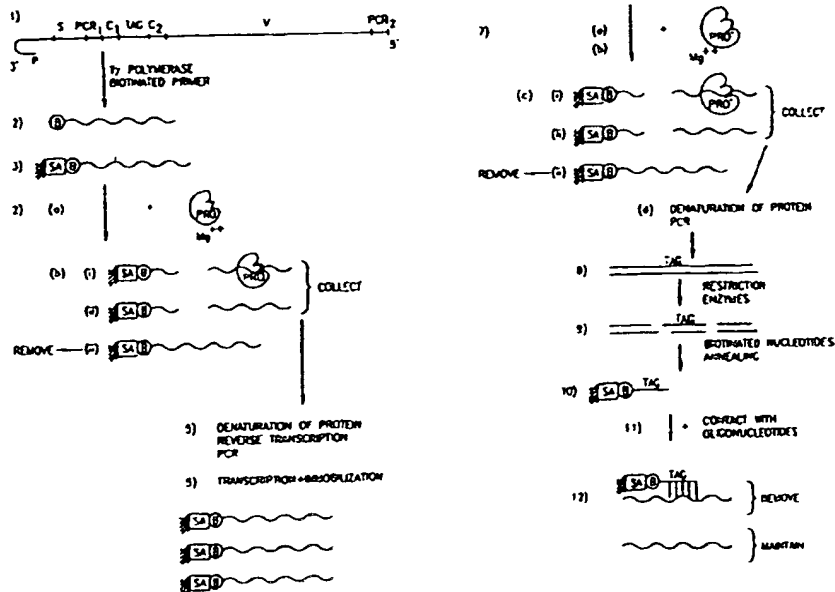 1)
S PCR1 C1 TAG C2 V PCR2
3' P 5'
T7 POLYMERASE
BIOTINATED PRIMER
2) B
3) SA B
2) (a) + PRO
Mg++
(b) (i) SA B PRO
(ii) SA B
COLLECT
REMOVE (iii) SA B
5) DENATURATION OF PROTEIN
REVERSE TRANSCRIPTION
PCR
5) TRANSCRIPTION+IMMOBILIZATION
SA B
SA B
SA B
7) (a) + PRO-
(b) Mg++
(c) (i) SA B PRO-
(ii) SA B
COLLECT
REMOVE (iii) SA B
(d) DENATURATION OF PROTEIN
PCR
8) TAG
RESTRICTION
ENZYMES
9) TAG
BIOTINATED NUCLEOTIDES
ANNEALING
10) SA B TAG
(11) + CONTACT WITH
OLIGONUCLEOTIDES
12) SA B TAG
REMOVE
MAINTAIN